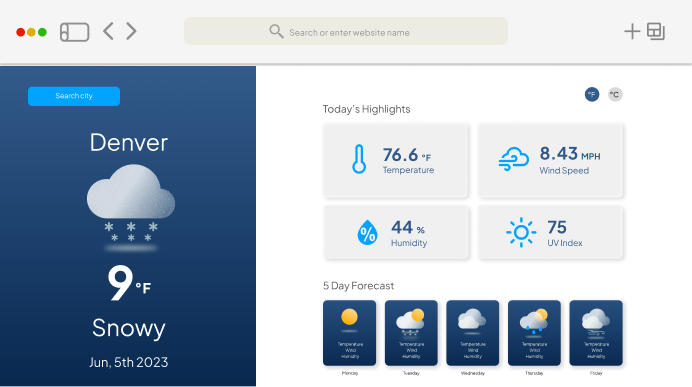 Search or enter website name
Search city
°F
°C
Today's Highlights
Denver
76.6 °F
Temperature
8.43 MPH
Wind Speed
44 %
Humidity
75
UV Index
%
9 °F
Snowy
Jun, 5th 2023
5 Day Forecast
Temperature
Wind
Humidity
Monday
Temperature
Wind
Humidity
Tuesday
Temperature
Wind
Humidity
Wednesday
Temperature
Wind
Humidity
Thursday
Temperature
Wind
Humidity
Friday